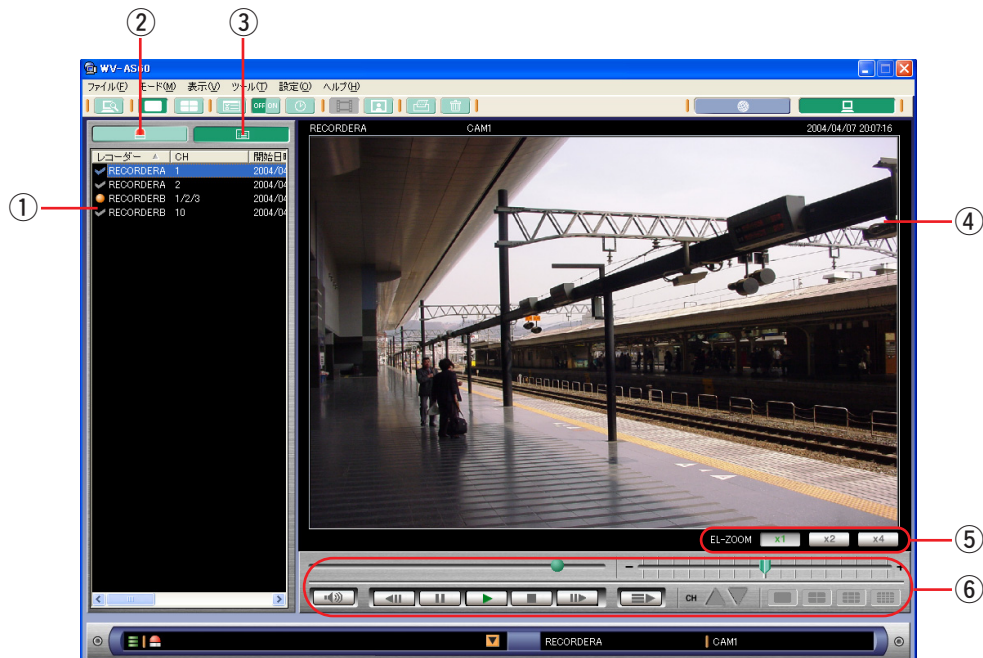 ② ③
WV-AS60
ファイル(F) モード(M) 表示(V) ツール(T) 設定(O) ヘルプ(H)
OFF ON
RECORDERA CAM1 2004/04/07 20:07:16
レコーダー CH 開始日時
RECORDERA 1 2004/04
RECORDERA 2 2004/04
RECORDERB 1/2/3 2004/04
RECORDERB 10 2004/04
①
④
EL-ZOOM x1 x2 x4
⑤
- +
CH
⑥
RECORDERA CAM1